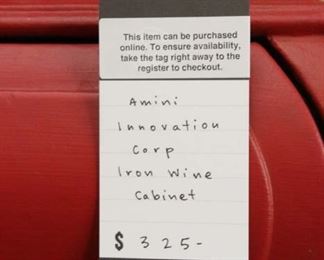 This item can be purchased
online. To ensure availability,
take the tag right away to the
register to checkout.
Amini
Innovation
Corp
Iron Wine
Cabinet
$ 325-